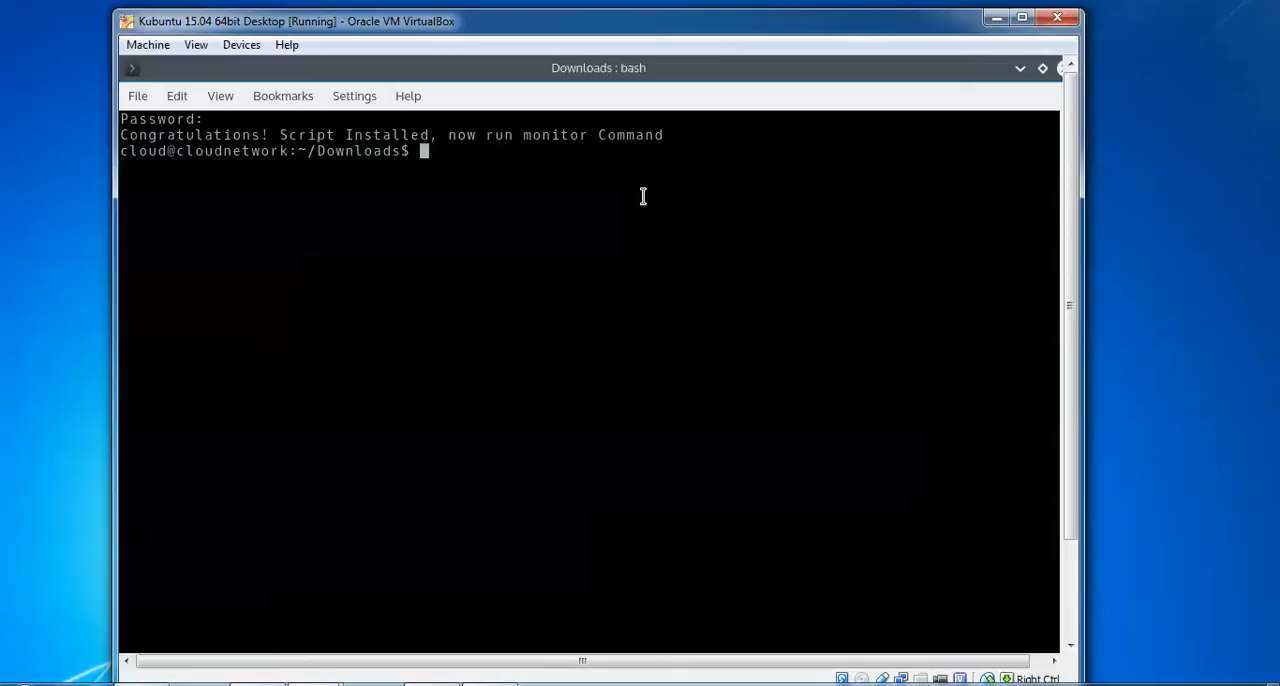 Kubuntu 15.04 64bit Desktop [Running] - Oracle VM VirtualBox
Machine View Devices Help
Downloads : bash
File Edit View Bookmarks Settings Help
Password:
Congratulations! Script Installed, now run monitor Command
cloud@cloudnetwork:~/Downloads$
Right Ctrl